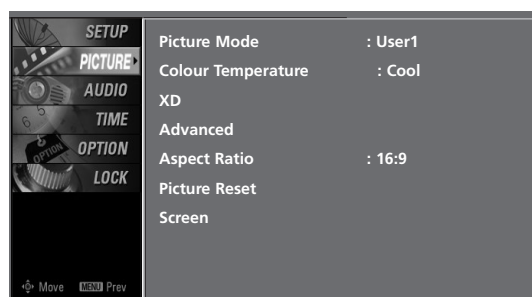 SETUP
PICTURE
AUDIO
TIME
OPTION
LOCK
Move MENU Prev
Picture Mode : User1
Colour Temperature : Cool
XD
Advanced
Aspect Ratio : 16:9
Picture Reset
Screen